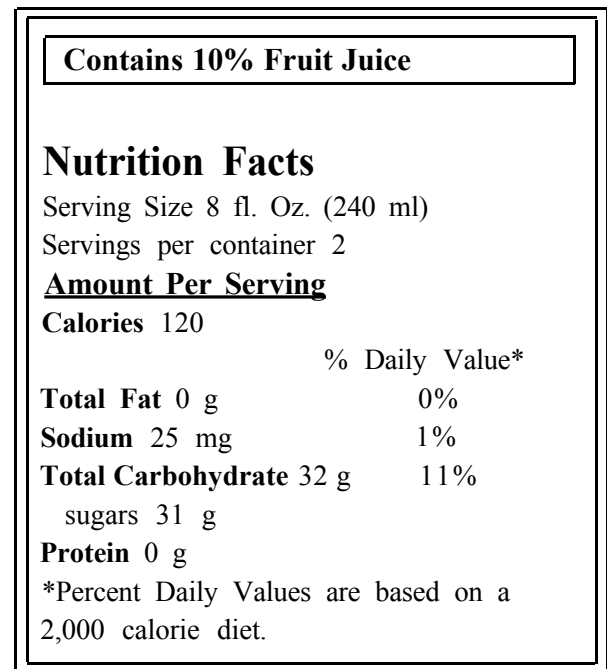 Contains 10% Fruit Juice
Nutrition Facts
Serving Size 8 fl. Oz. (240 ml)
Servings per container 2
Amount Per Serving
Calories 120
% Daily Value*
Total Fat 0 g 0%
Sodium 25 mg 1%
Total Carbohydrate 32 g 11%
sugars 31 g
Protein 0 g
*Percent Daily Values are based on a
2,000 calorie diet.